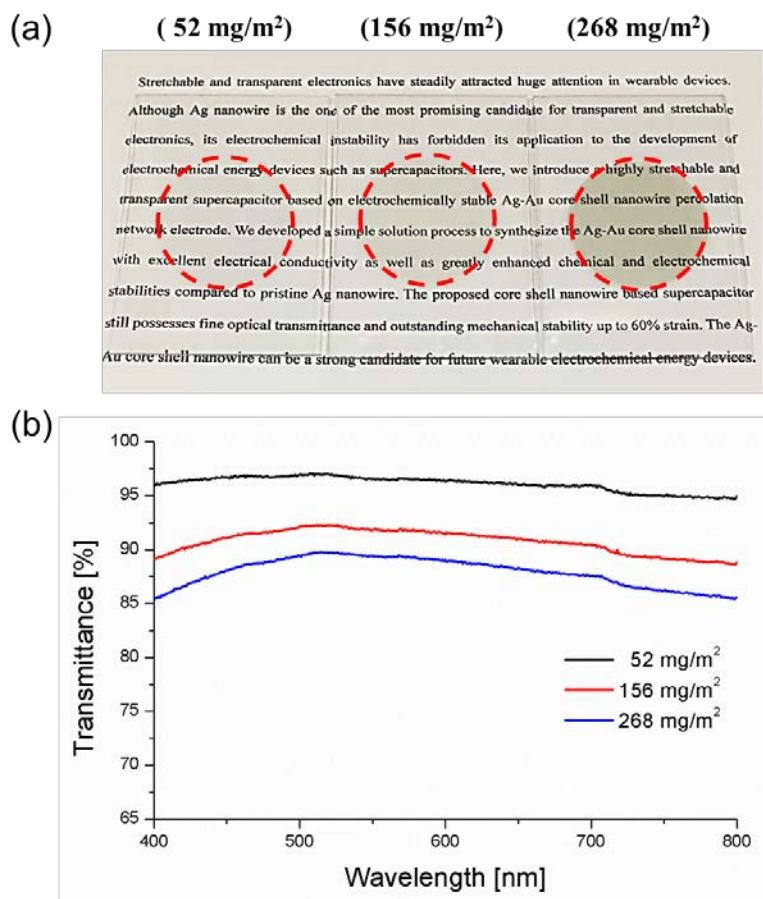 (a) ( 52 mg/m²) (156 mg/m²) (268 mg/m²)
Stretchable and transparent electronics have steadily attracted huge attention in wearable devices.
Although Ag nanowire is the one of the most promising candidate for transparent and stretchable
electronics, its electrochemical instability has forbidden its application to the development of
electrochemical energy devices such as supercapacitors. Here, we introduce a highly stretchable and
transparent supercapacitor based on electrochemically stable Ag-Au core shell nanowire percolation
network electrode. We developed a simple solution process to synthesize the Ag-Au core shell nanowire
with excellent electrical conductivity as well as greatly enhanced chemical and electrochemical
stabilities compared to pristine Ag nanowire. The proposed core shell nanowire based supercapacitor
still possesses fine optical transmittance and outstanding mechanical stability up to 60% strain. The Ag-
Au core shell nanowire can be a strong candidate for future wearable electrochemical energy devices.
(b)
100
95
90
85
80
75
70
65
Transmittance [%]
52 mg/m²
156 mg/m²
268 mg/m²
400 500 600 700 800
Wavelength [nm]